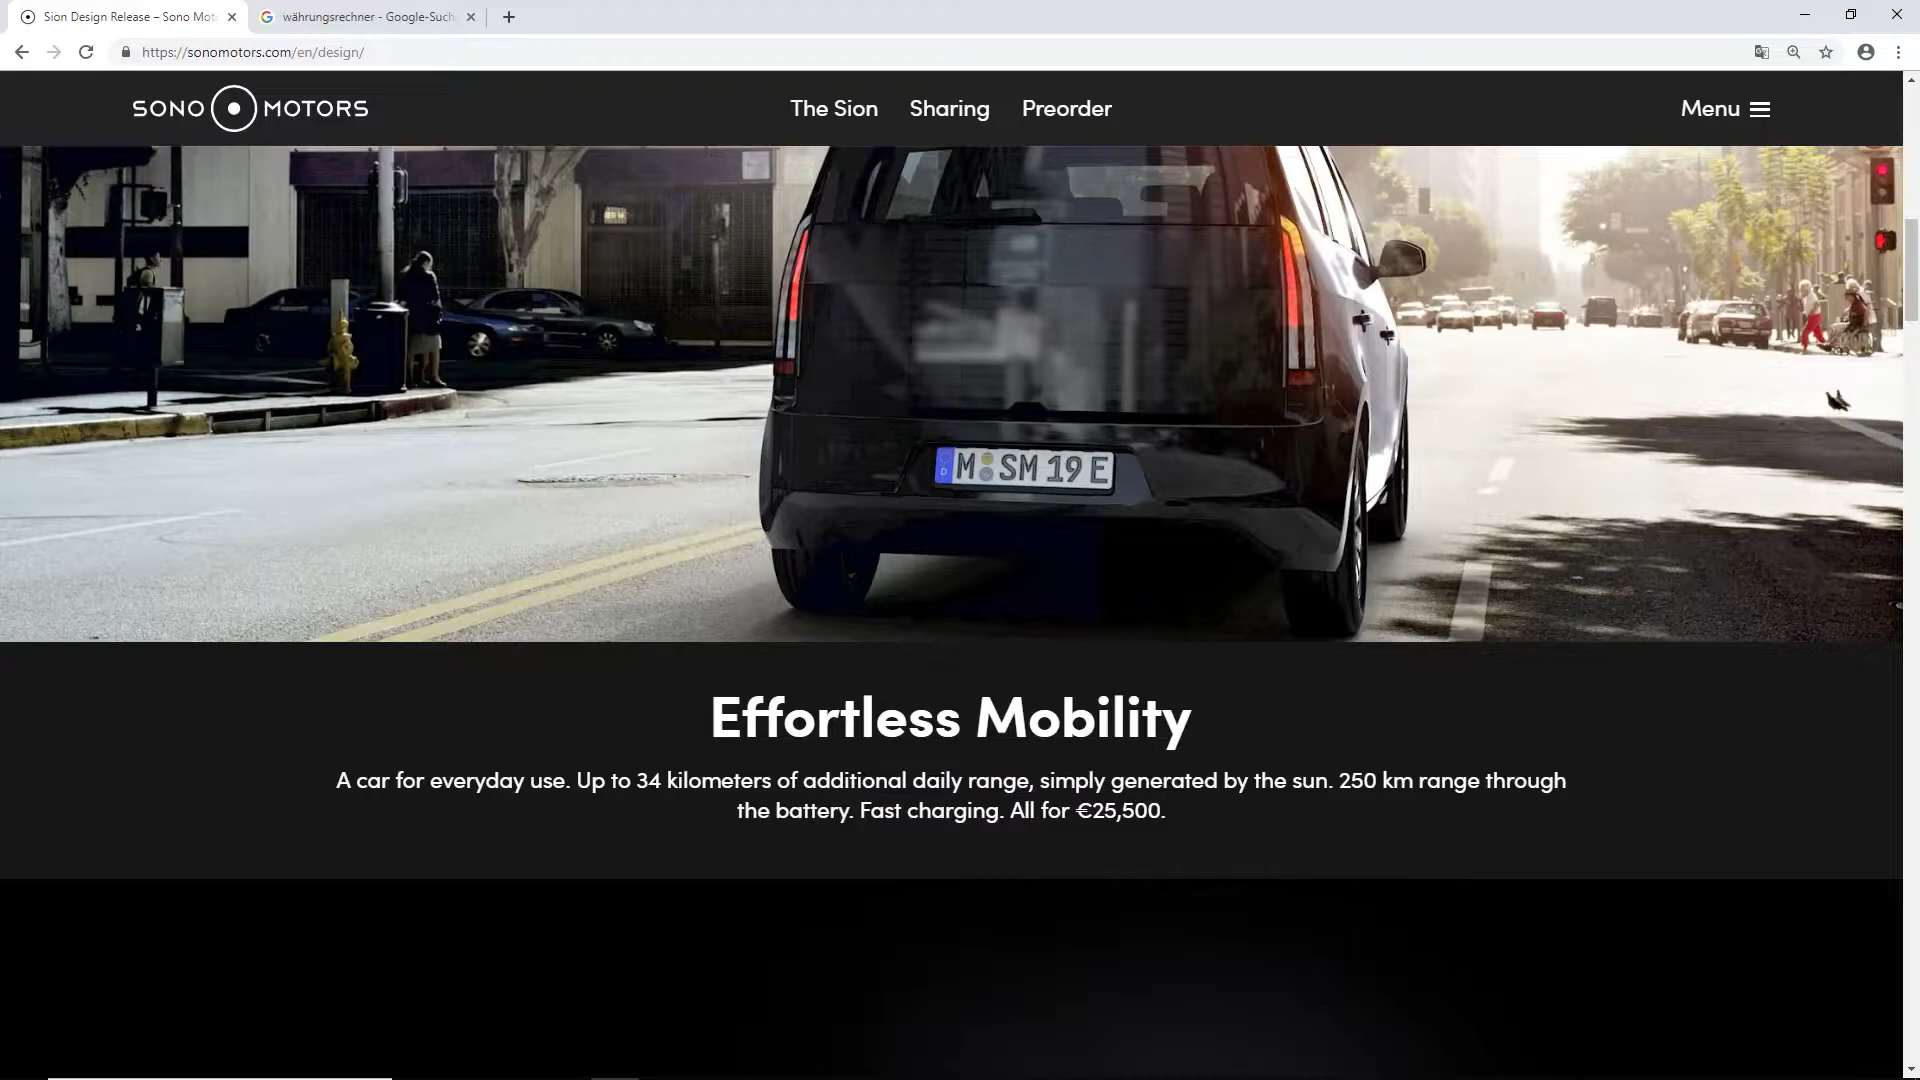 Sion Design Release – Sono Mot
währungsrechner - Google-Such
https://sonomotors.com/en/design/
SONO MOTORS
The Sion
Sharing
Preorder
Menu
M SM 19 E
D
Effortless Mobility
A car for everyday use. Up to 34 kilometers of additional daily range, simply generated by the sun. 250 km range through
the battery. Fast charging. All for €25,500.